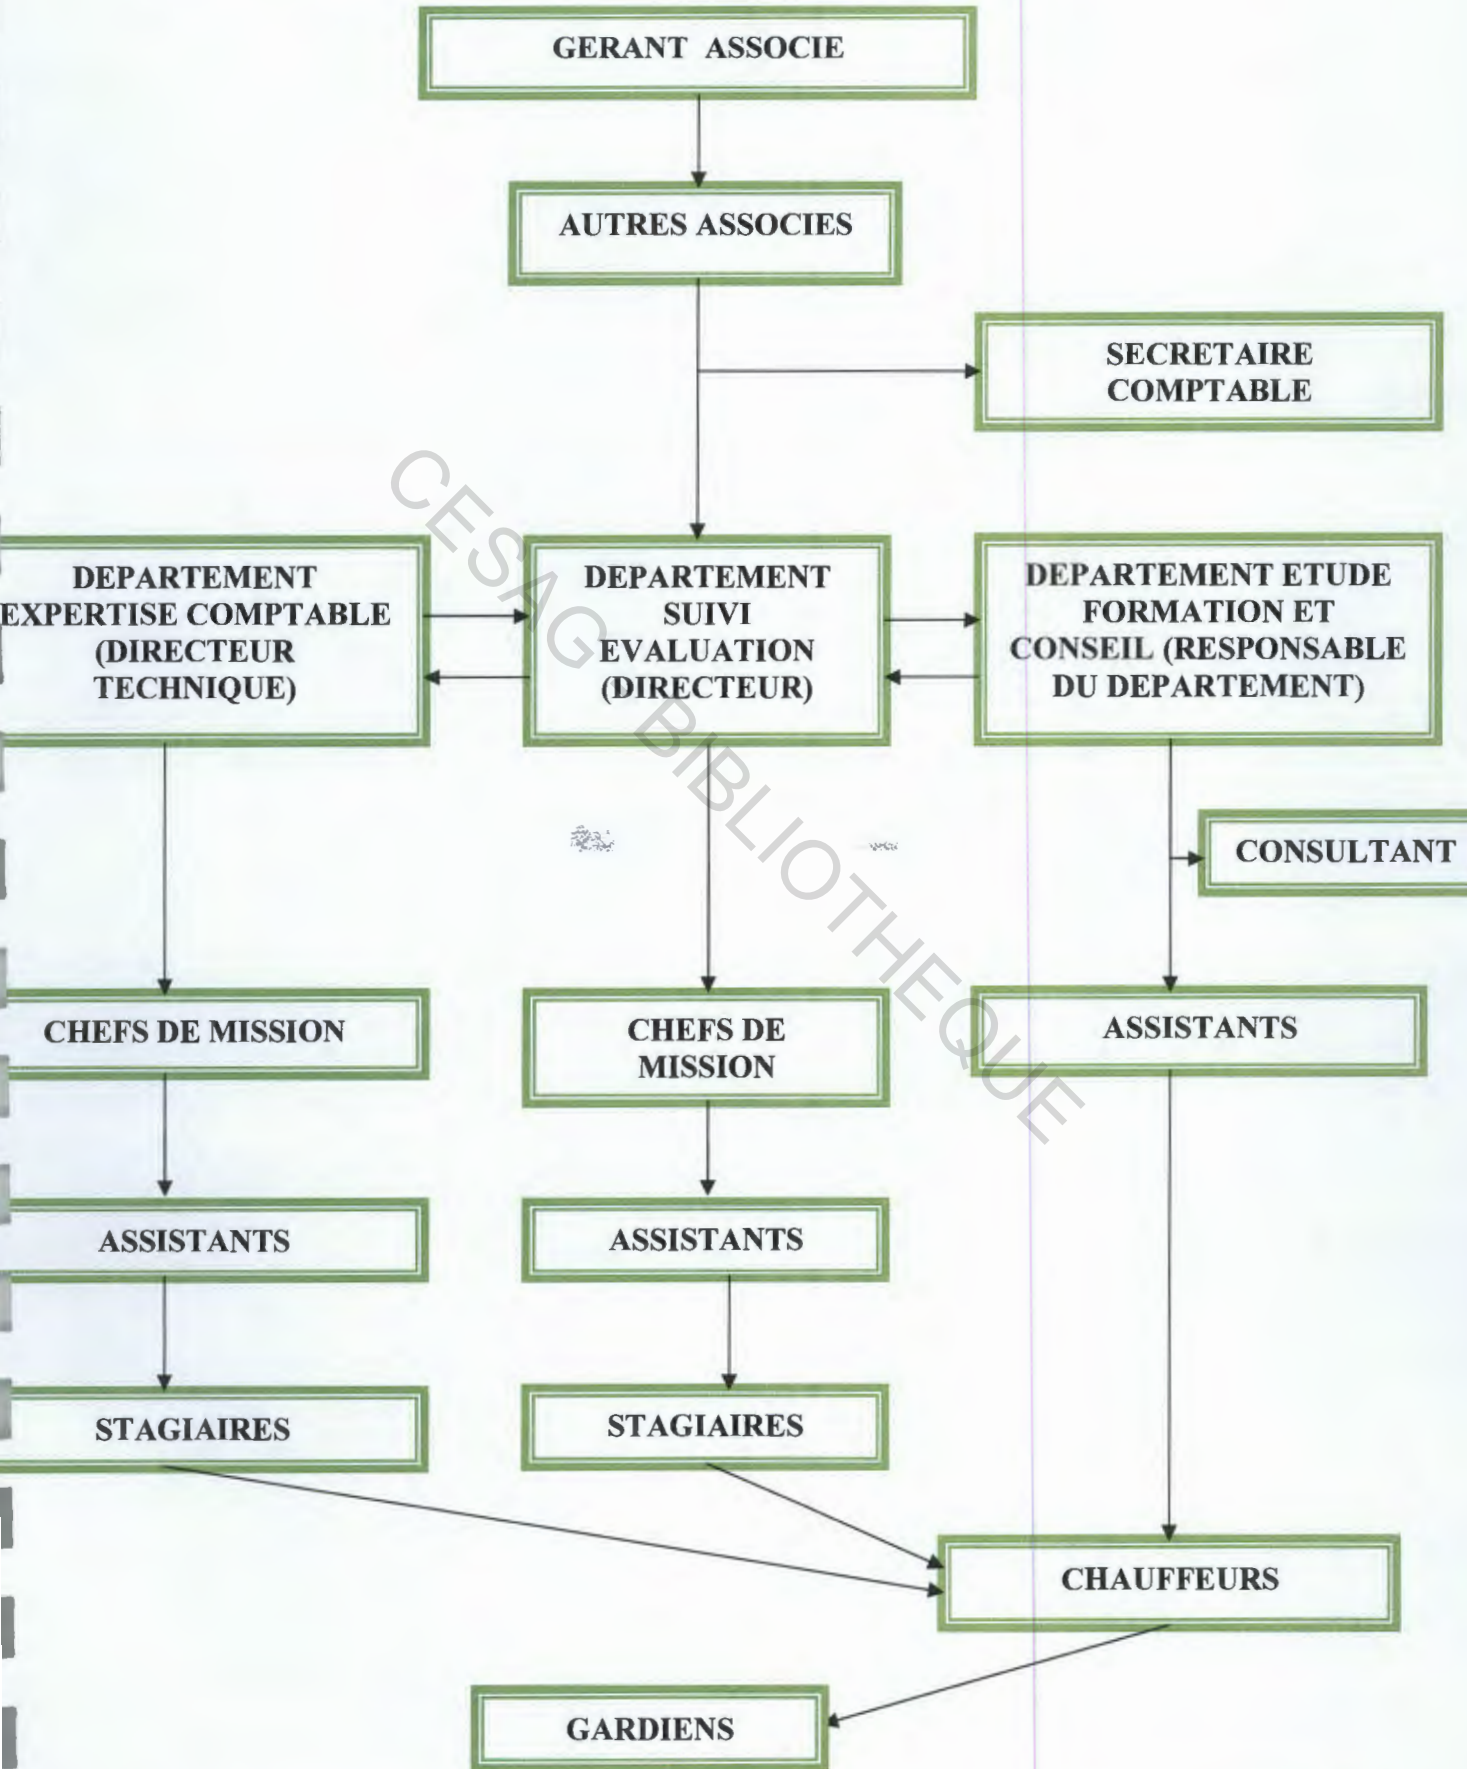 GERANT ASSOCIE
AUTRES ASSOCIES
SECRETAIRE
COMPTABLE
DEPARTEMENT
EXPERTISE COMPTABLE
(DIRECTEUR
TECHNIQUE)
DEPARTEMENT
SUIVI
EVALUATION
(DIRECTEUR)
DEPARTEMENT ETUDE
FORMATION ET
CONSEIL (RESPONSABLE
DU DEPARTEMENT)
CONSULTANT
CHEFS DE MISSION
CHEFS DE
MISSION
ASSISTANTS
ASSISTANTS
ASSISTANTS
STAGIAIRES
STAGIAIRES
CHAUFFEURS
GARDIENS
CESAG BIBLIOTHEQUE